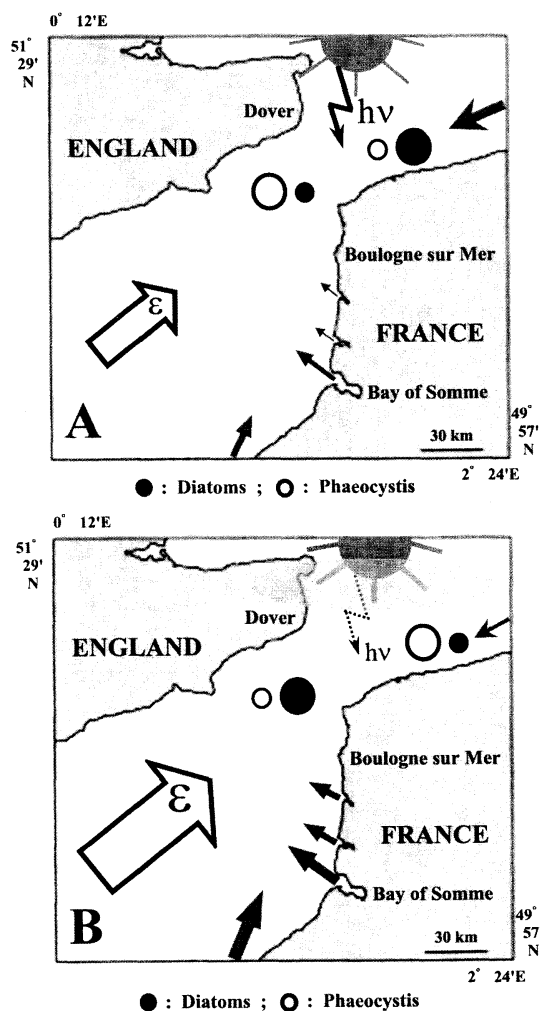 0° 12'E
51°
29'
N
Dover
hν
ENGLAND
Boulogne sur Mer
ε
FRANCE
A
Bay of Somme
49°
57'
N
30 km
2° 24'E
● : Diatoms ; ○ : Phaeocystis
0° 12'E
51°
29'
N
Dover
hν
ENGLAND
Boulogne sur Mer
ε
FRANCE
B
Bay of Somme
49°
57
N
30 km
2° 24'E
● : Diatoms ; ○ : Phaeocystis